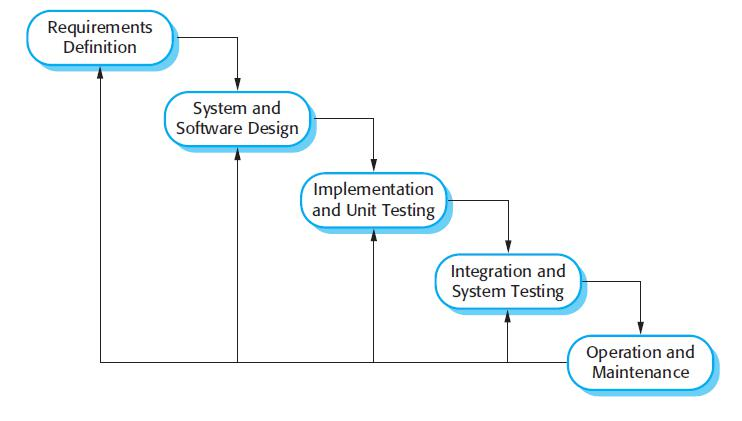 Requirements
Definition
System and
Software Design
Implementation
and Unit Testing
Integration and
System Testing
Operation and
Maintenance